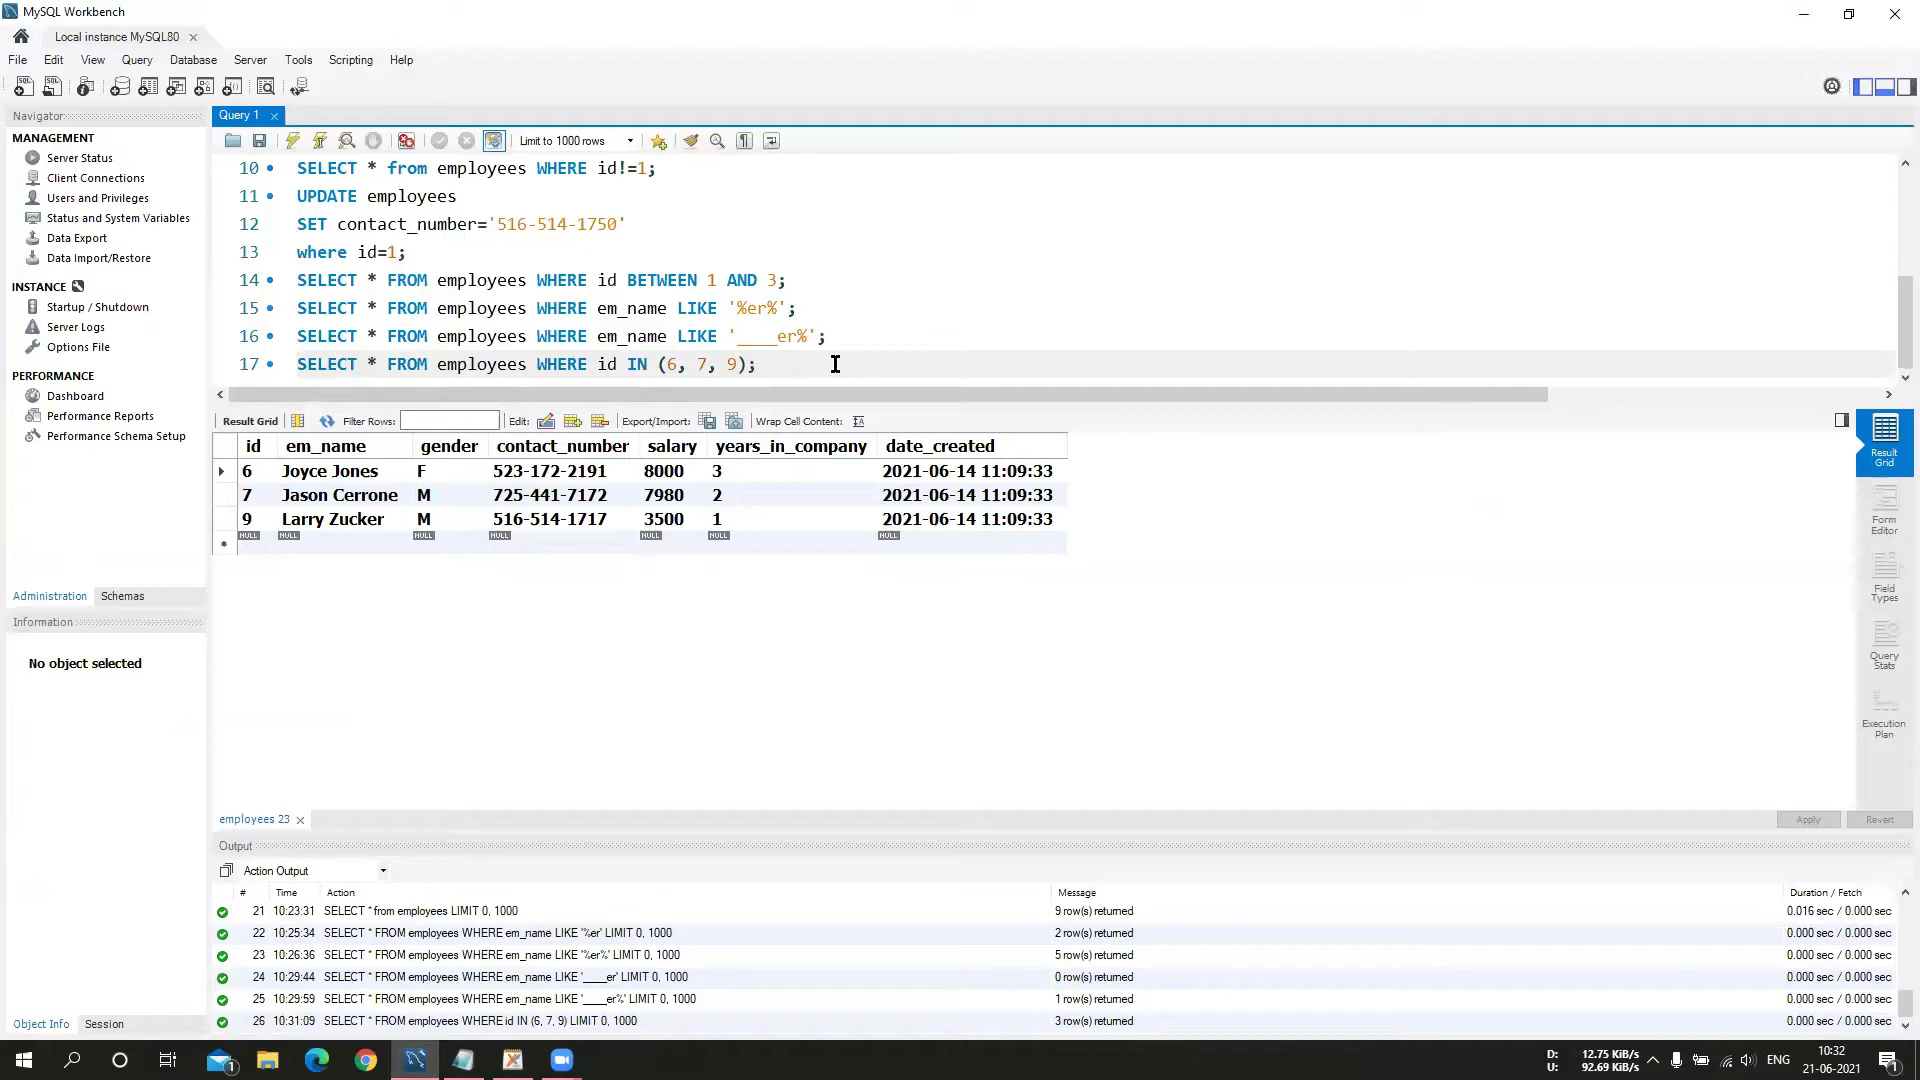 MySQL Workbench
Local instance MySQL80
File Edit View Query Database Server Tools Scripting Help
Navigator
MANAGEMENT
Server Status
Client Connections
Users and Privileges
Status and System Variables
Data Export
Data Import/Restore
INSTANCE
Startup / Shutdown
Server Logs
Options File
PERFORMANCE
Dashboard
Performance Reports
Performance Schema Setup
Administration Schemas
Information
No object selected
Object Info Session
Query 1
Limit to 1000 rows
10 SELECT * from employees WHERE id!=1;
11 UPDATE employees
12 SET contact_number='516-514-1750'
13 where id=1;
14 SELECT * FROM employees WHERE id BETWEEN 1 AND 3;
15 SELECT * FROM employees WHERE em_name LIKE '%er%';
16 SELECT * FROM employees WHERE em_name LIKE '____er%';
17 SELECT * FROM employees WHERE id IN (6, 7, 9);
Result Grid Filter Rows: Edit: Export/Import: Wrap Cell Content:
id em_name gender contact_number salary years_in_company date_created
6 Joyce Jones F 523-172-2191 8000 3 2021-06-14 11:09:33
7 Jason Cerrone M 725-441-7172 7980 2 2021-06-14 11:09:33
9 Larry Zucker M 516-514-1717 3500 1 2021-06-14 11:09:33
NULL NULL NULL NULL NULL NULL NULL
Result
Grid
Form
Editor
Field
Types
Query
Stats
Execution
Plan
employees 23 Apply Revert
Output
Action Output
# Time Action Message Duration / Fetch
21 10:23:31 SELECT * from employees LIMIT 0, 1000 9 row(s) returned 0.016 sec / 0.000 sec
22 10:25:34 SELECT * FROM employees WHERE em_name LIKE '%er' LIMIT 0, 1000 2 row(s) returned 0.000 sec / 0.000 sec
23 10:26:36 SELECT * FROM employees WHERE em_name LIKE '%er%' LIMIT 0, 1000 5 row(s) returned 0.000 sec / 0.000 sec
24 10:29:44 SELECT * FROM employees WHERE em_name LIKE '____er' LIMIT 0, 1000 0 row(s) returned 0.000 sec / 0.000 sec
25 10:29:59 SELECT * FROM employees WHERE em_name LIKE '____er%' LIMIT 0, 1000 1 row(s) returned 0.000 sec / 0.000 sec
26 10:31:09 SELECT * FROM employees WHERE id IN (6, 7, 9) LIMIT 0, 1000 3 row(s) returned 0.000 sec / 0.000 sec
D: 12.75 KiB/s
U: 92.69 KiB/s
ENG
10:32
21-06-2021